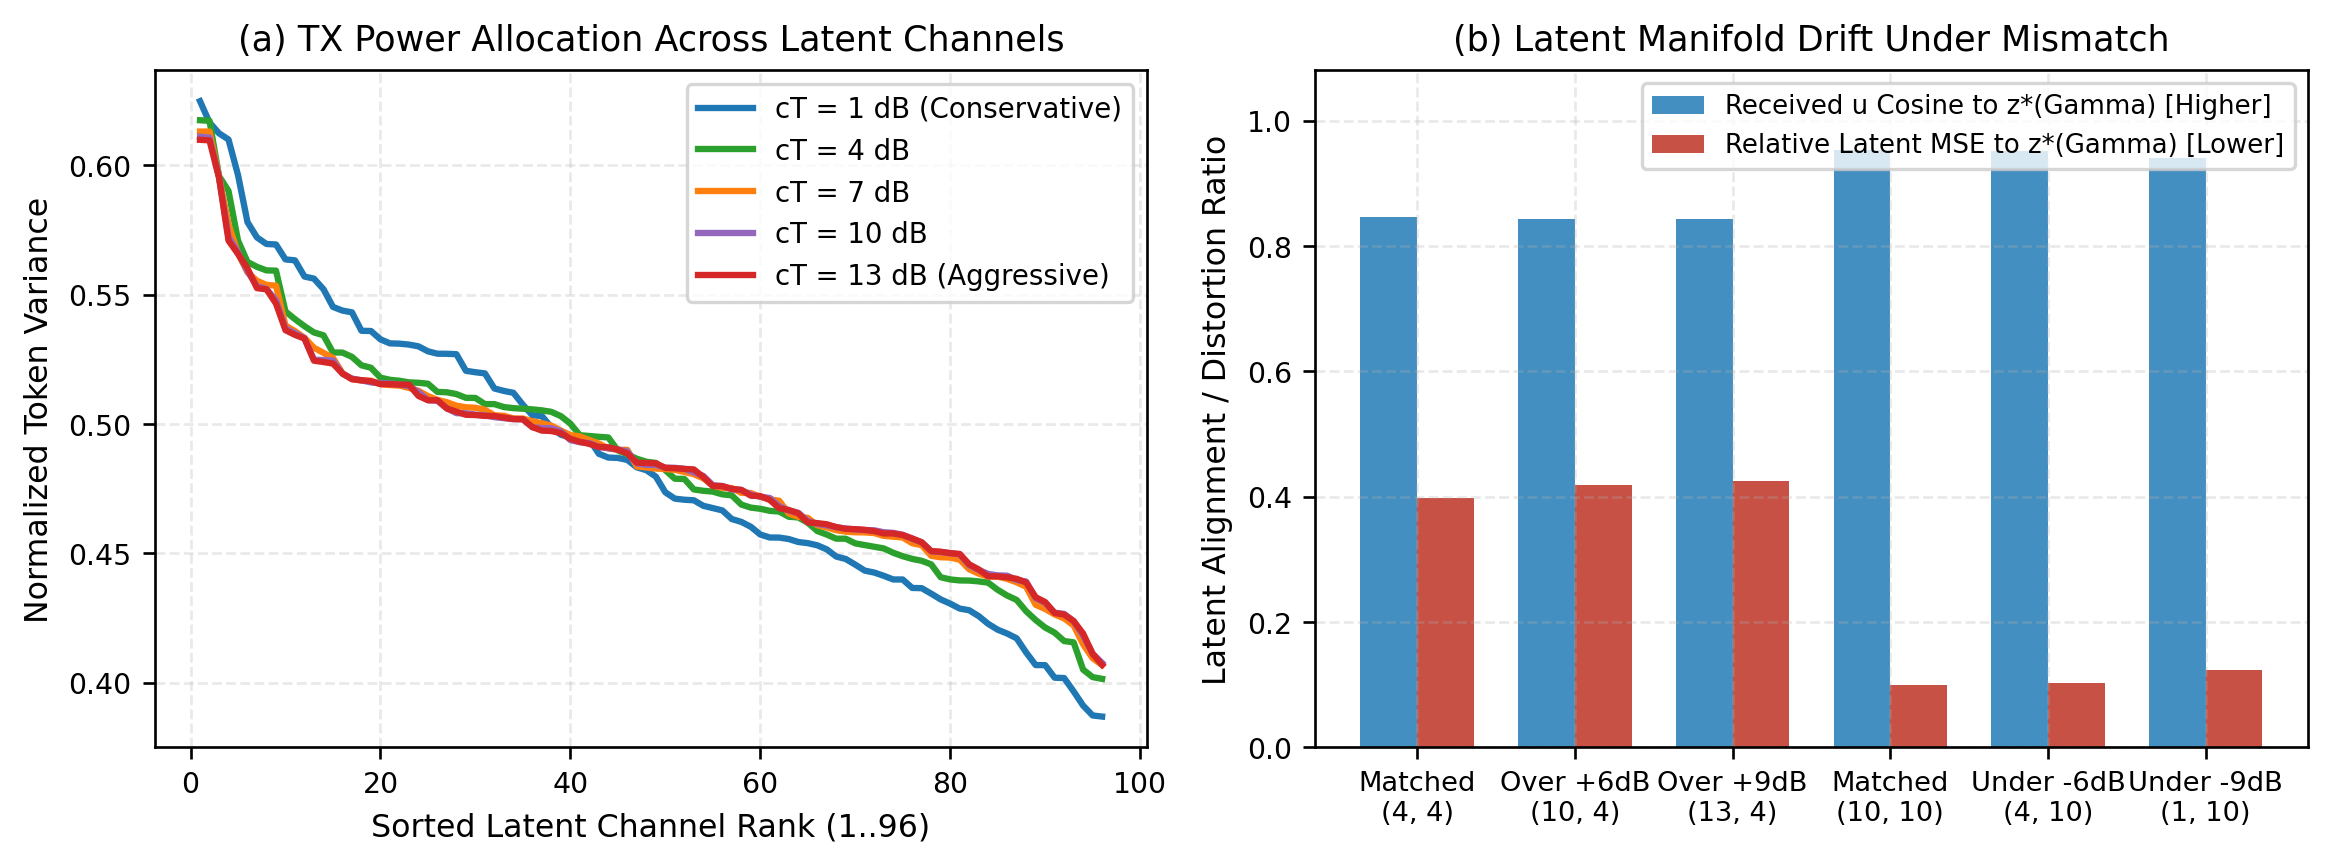 (a) TX Power Allocation Across Latent Channels
Normalized Token Variance
0.60
0.55
0.50
0.45
0.40
cT = 1 dB (Conservative)
cT = 4 dB
cT = 7 dB
cT = 10 dB
cT = 13 dB (Aggressive)
0
20
40
60
80
100
Sorted Latent Channel Rank (1..96)
(b) Latent Manifold Drift Under Mismatch
Latent Alignment / Distortion Ratio
1.0
0.8
0.6
0.4
0.2
0.0
Received u Cosine to z*(Gamma) [Higher]
Relative Latent MSE to z*(Gamma) [Lower]
Matched
(4, 4)
Over +6dB
(10, 4)
Over +9dB
(13, 4)
Matched
(10, 10)
Under -6dB
(4, 10)
Under -9dB
(1, 10)